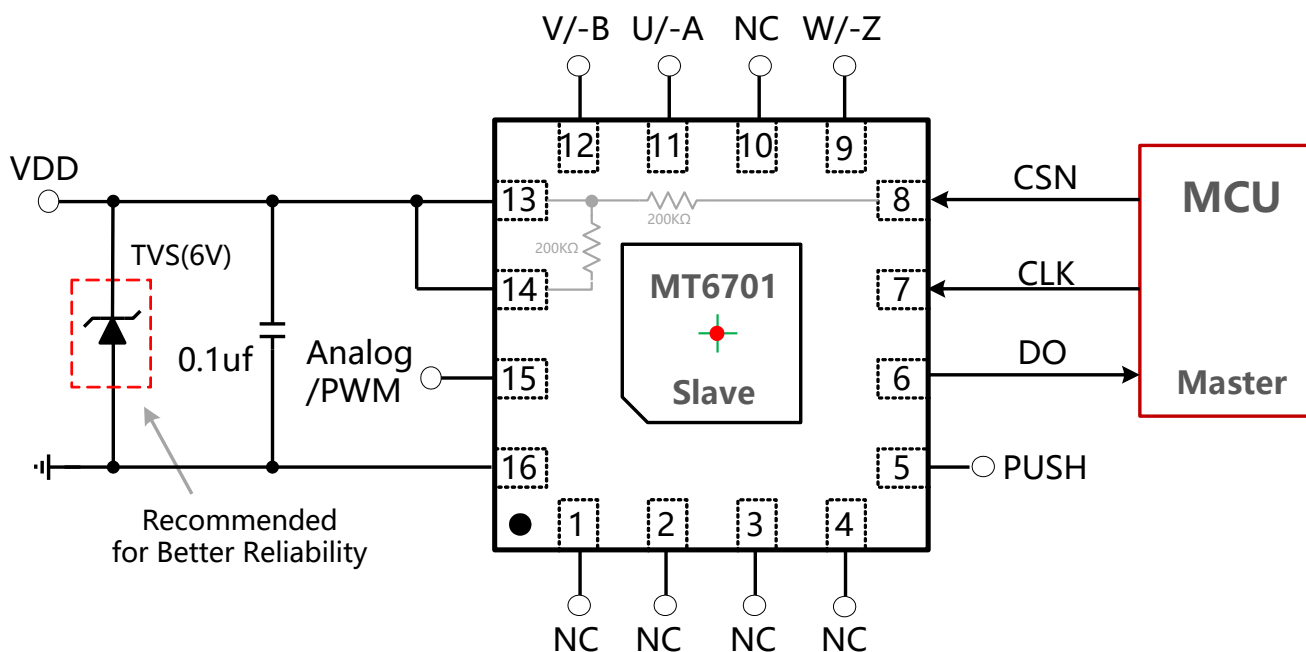 V/-B
U/-A
NC
W/-Z
12
11
10
9
VDD
13
8
CSN
MCU
200KΩ
TVS(6V)
200KΩ
14
MT6701
7
CLK
0.1uf
Analog
/PWM
15
Slave
6
DO
Master
16
5
PUSH
Recommended
for Better Reliability
1
2
3
4
NC
NC
NC
NC